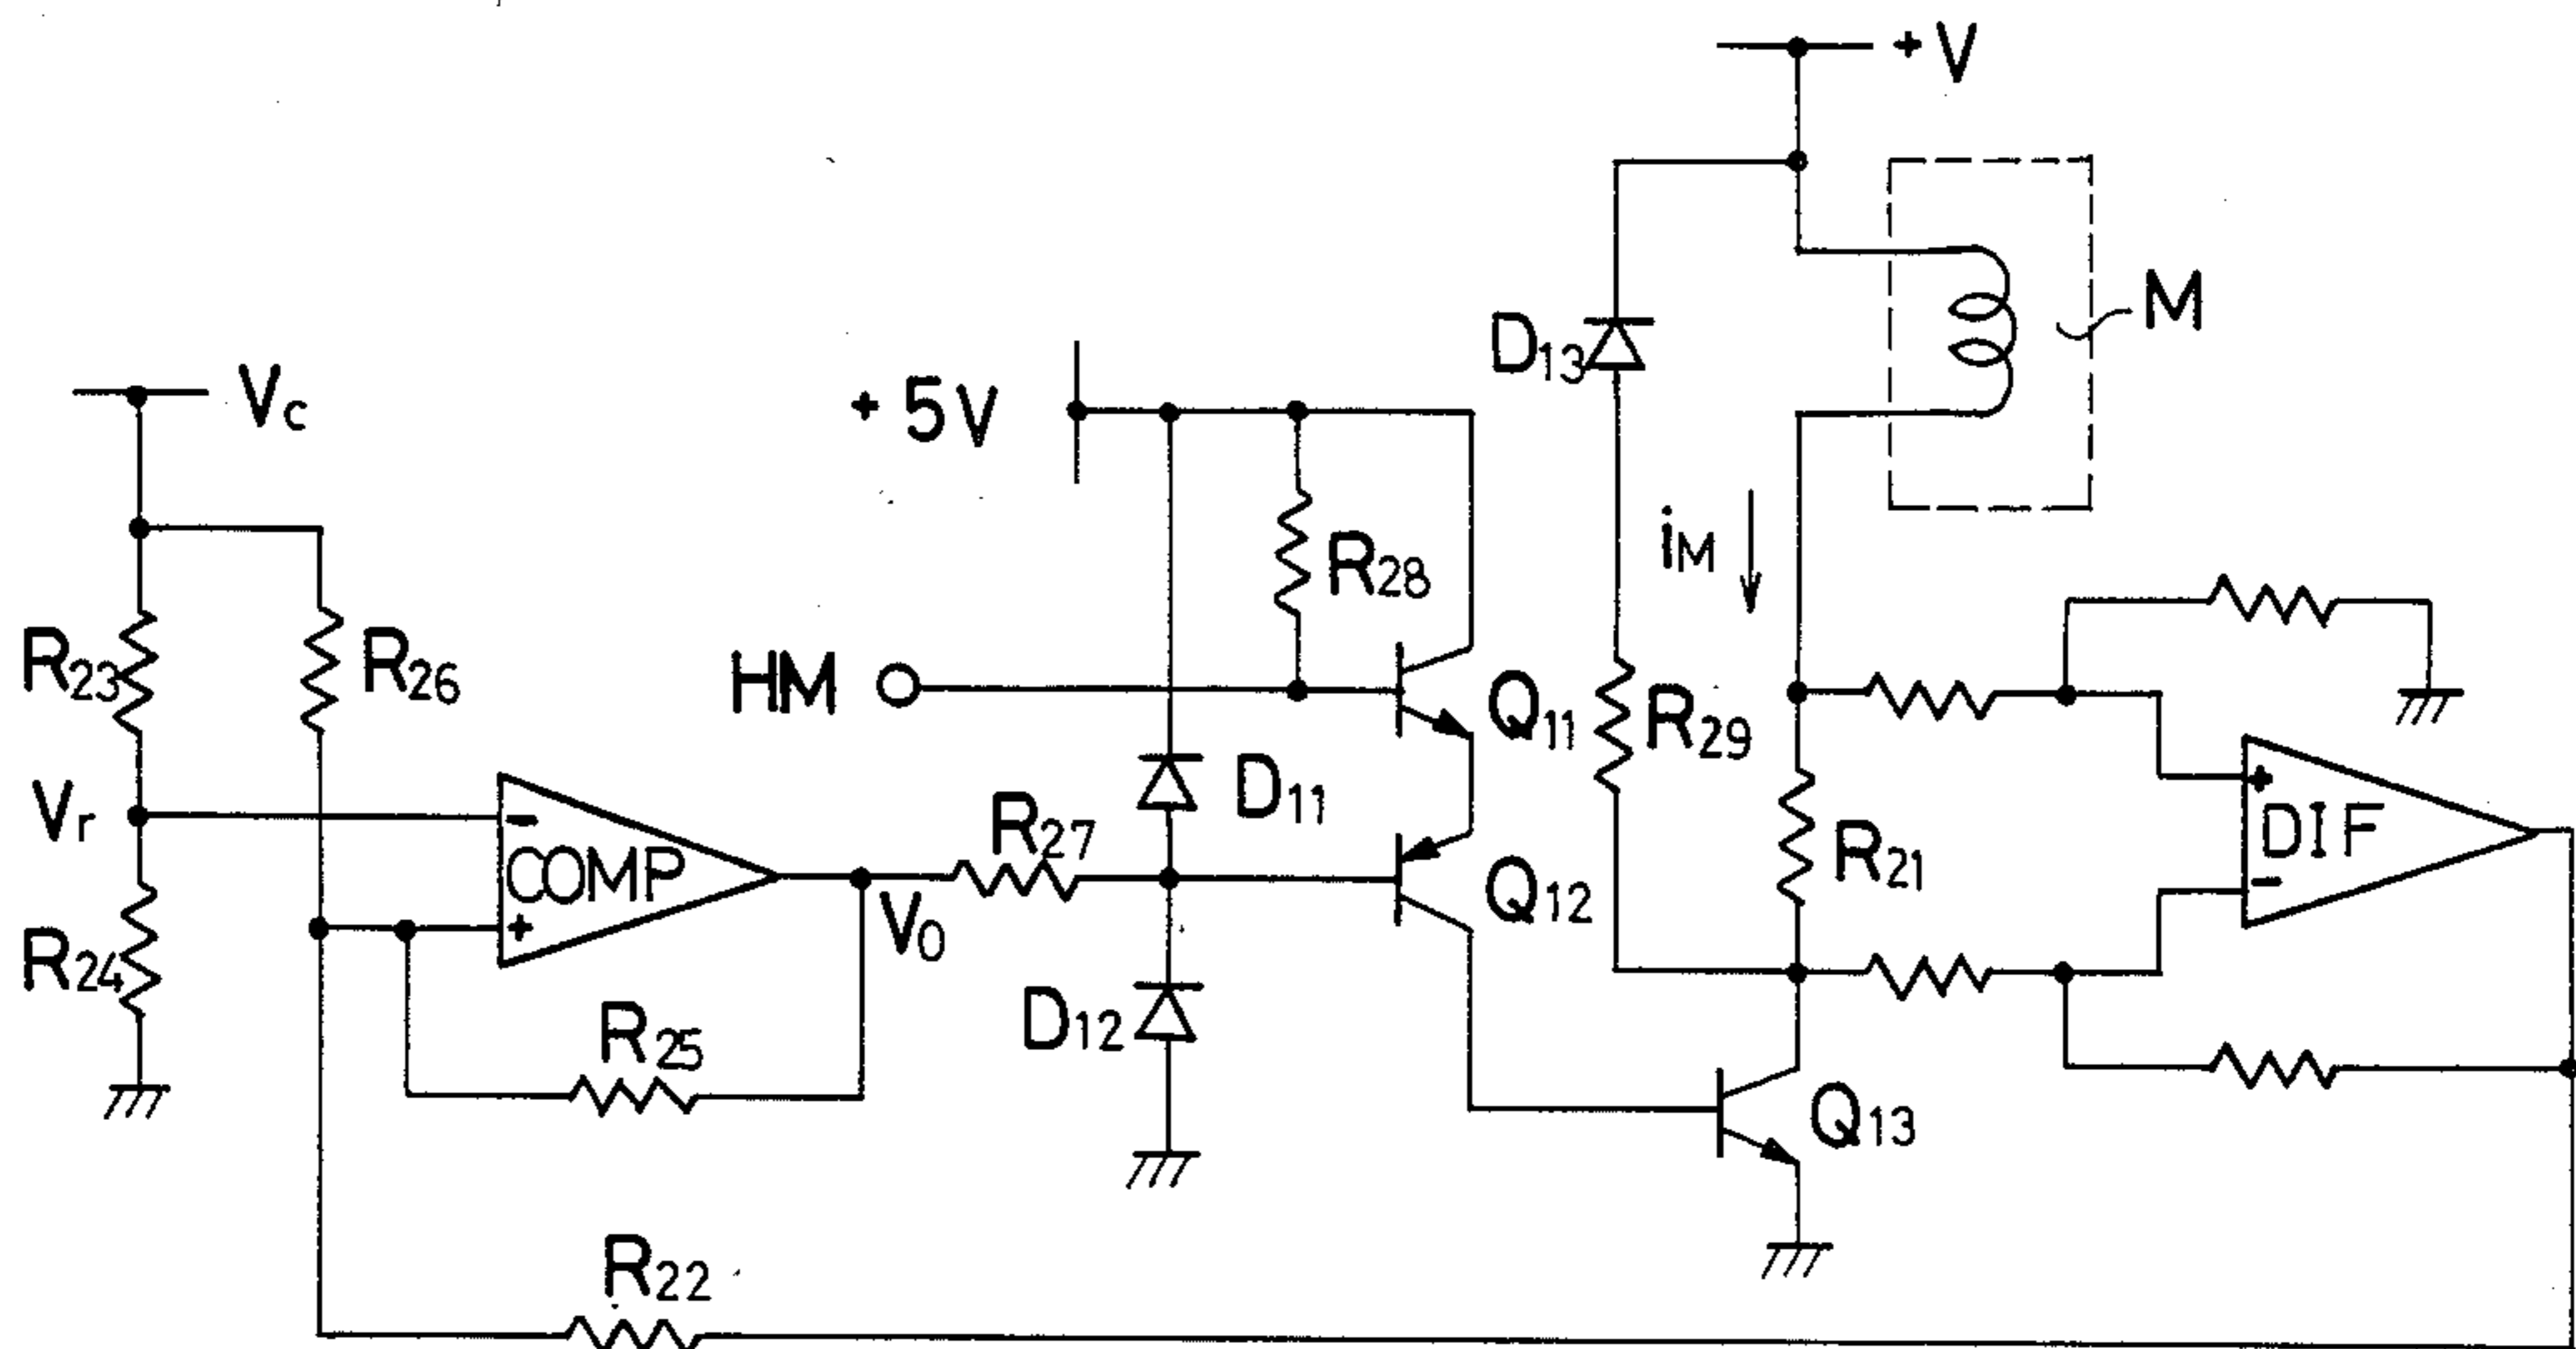 +V
D13
M
Vc
+5V
R28
iM
R23
R26
HM
Q11
R29
Vr
COMP
-
+
R27
D11
R21
+
DIF
-
R24
V0
Q12
D12
R25
Q13
R22